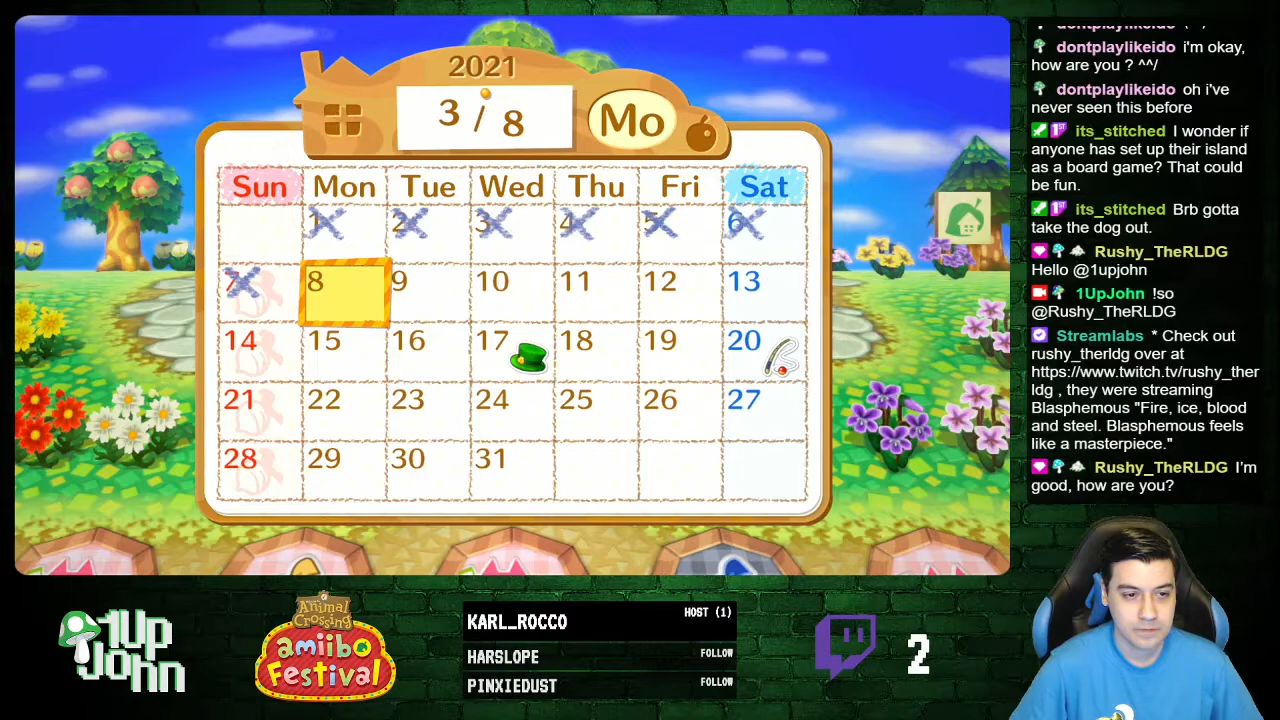 2021
3 / 8 Mo
Sun Mon Tue Wed Thu Fri Sat
1 2 3 4 5 6
7 8 9 10 11 12 13
14 15 16 17 18 19 20
21 22 23 24 25 26 27
28 29 30 31
dontplaylikeido i'm okay,
how are you ? ^^/
dontplaylikeido oh i've
never seen this before
its_stitched I wonder if
anyone has set up their island
as a board game? That could
be fun.
its_stitched Brb gotta
take the dog out.
Rushy_TheRLDG
Hello @1upjohn
1UpJohn !so
@Rushy_TheRLDG
Streamlabs * Check out
rushy_therldg over at
https://www.twitch.tv/rushy_ther
ldg , they were streaming
Blasphemous "Fire, ice, blood
and steel. Blasphemous feels
like a masterpiece."
Rushy_TheRLDG I'm
good, how are you?
1Up
John
Animal
Crossing
amiibo
Festival
KARL_ROCCO HOST (1)
HARSLOPE FOLLOW
PINXIEDUST FOLLOW
2